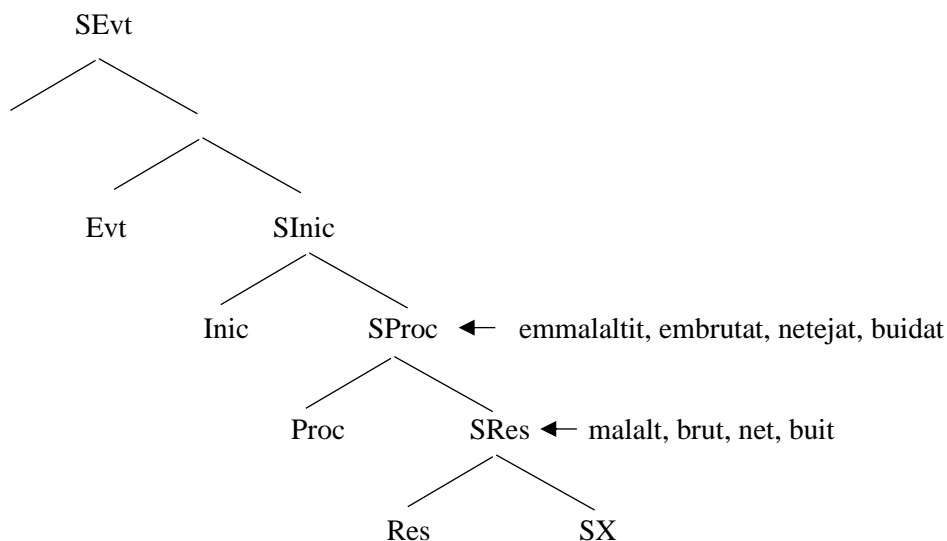 SEvt
Evt SInic
Inic SProc emmalaltit, embrutat, netejat, buidat
Proc SRes malalt, brut, net, buit
Res SX